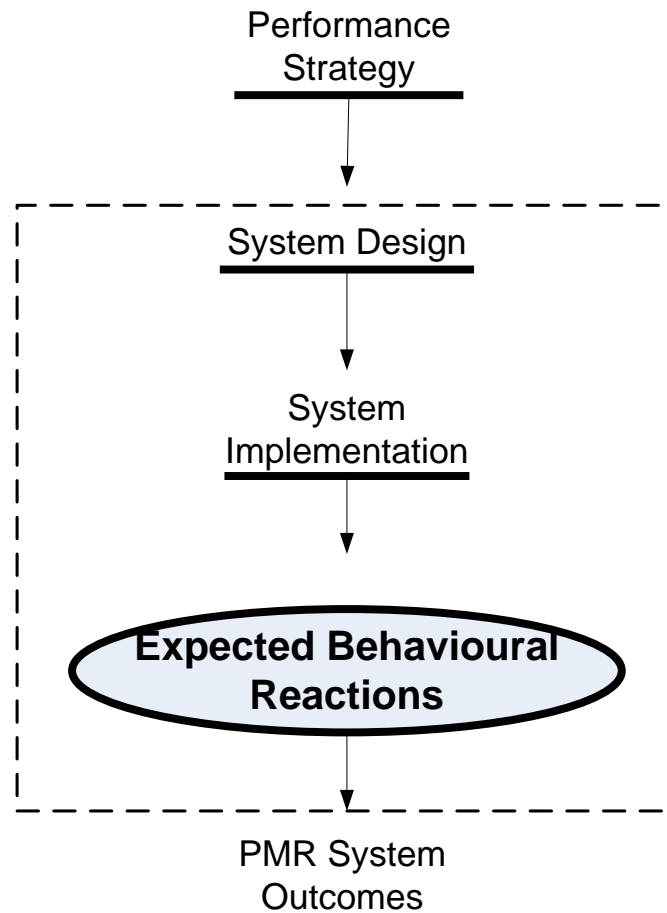 Performance
Strategy
System Design
System
Implementation
Expected Behavioural
Reactions
PMR System
Outcomes